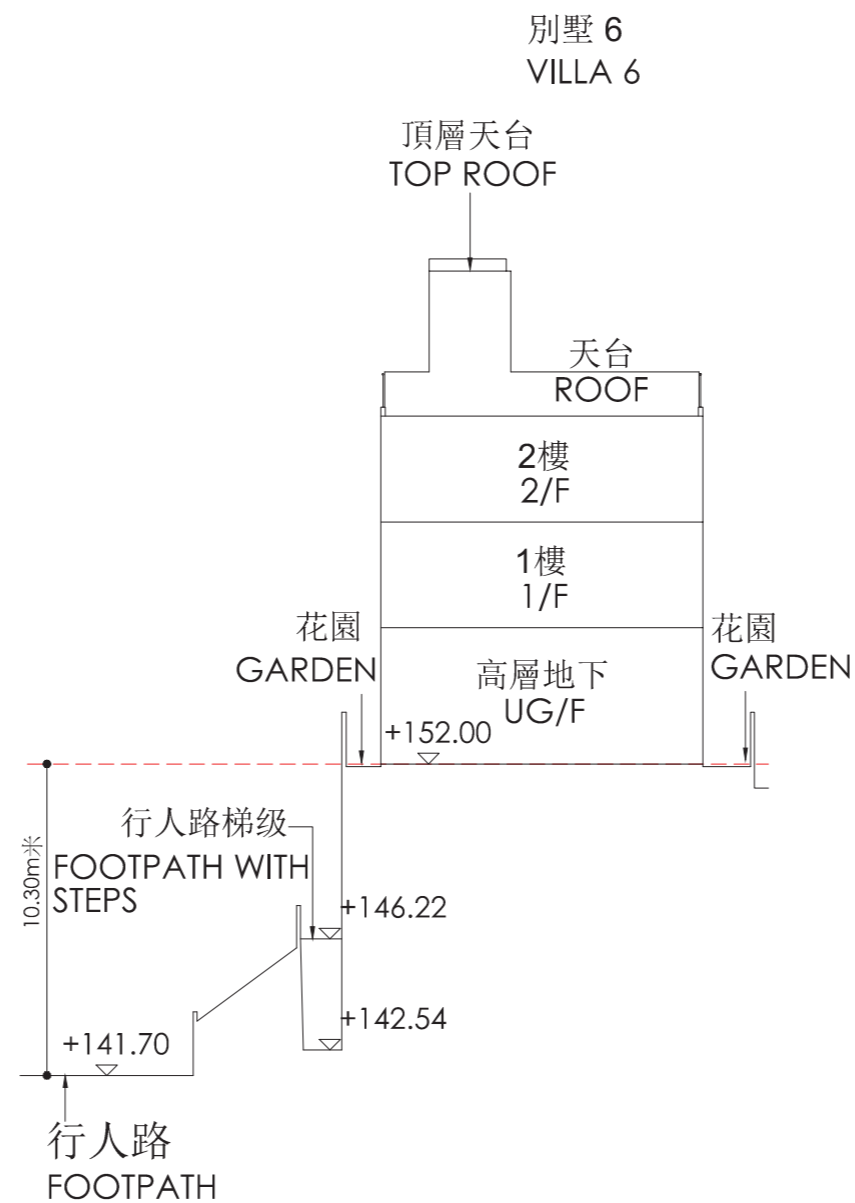 別墅 6
VILLA 6
頂層天台
TOP ROOF
天台
ROOF
2樓
2/F
1樓
1/F
花園
GARDEN
高層地下
UG/F
花園
GARDEN
+152.00
行人路梯级
FOOTPATH WITH
STEPS
10.30m米
+146.22
+142.54
+141.70
行人路
FOOTPATH